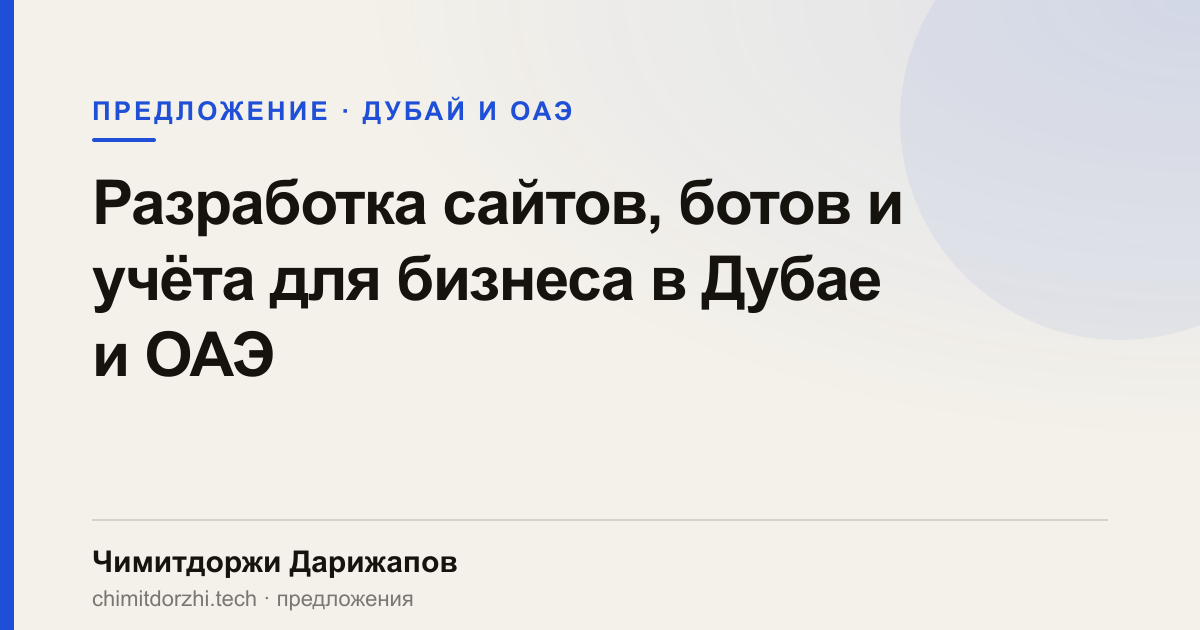 ПРЕДЛОЖЕНИЕ · ДУБАЙ И ОАЭ
Разработка сайтов, ботов и
учёта для бизнеса в Дубае
и ОАЭ
Чимитдоржи Дарижапов
chimitdorzhi.tech · предложения